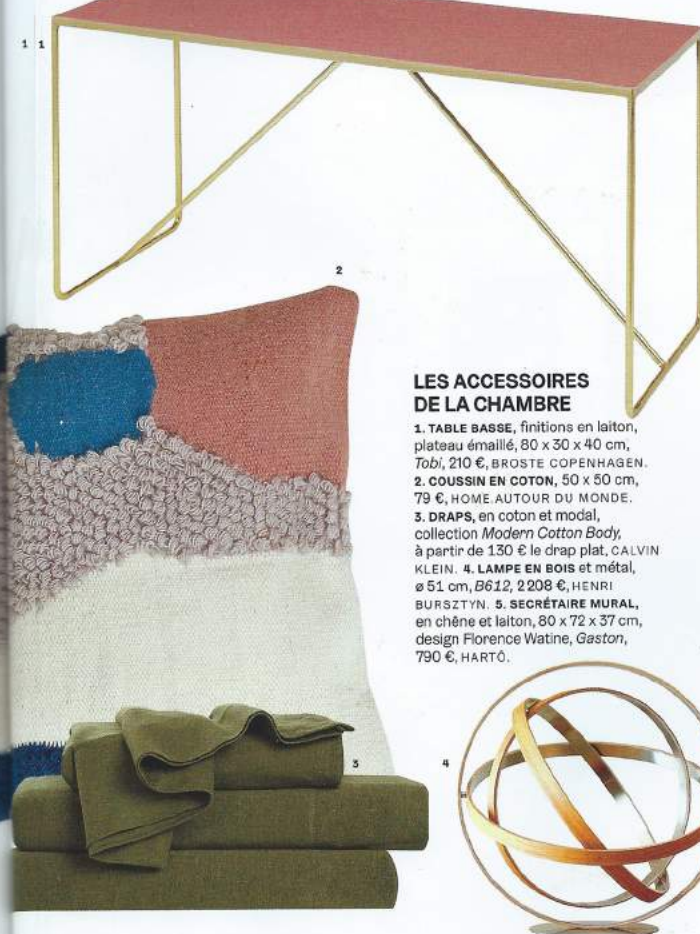 1 1
2
LES ACCESSOIRES
DE LA CHAMBRE
1. TABLE BASSE, finitions en laiton,
plateau émaillé, 80 x 30 x 40 cm,
Tobi, 210 €, BROSTE COPENHAGEN.
2. COUSSIN EN COTON, 50 x 50 cm,
79 €, HOME AUTOUR DU MONDE.
3. DRAPS, en coton et modal,
collection Modern Cotton Body,
à partir de 130 € le drap plat, CALVIN
KLEIN. 4. LAMPE EN BOIS et métal,
ø 51 cm, B612, 2 208 €, HENRI
BURSZTYN. 5. SECRÉTAIRE MURAL,
en chêne et laiton, 80 x 72 x 37 cm,
design Florence Watine, Gaston,
790 €, HARTÔ.
3
4